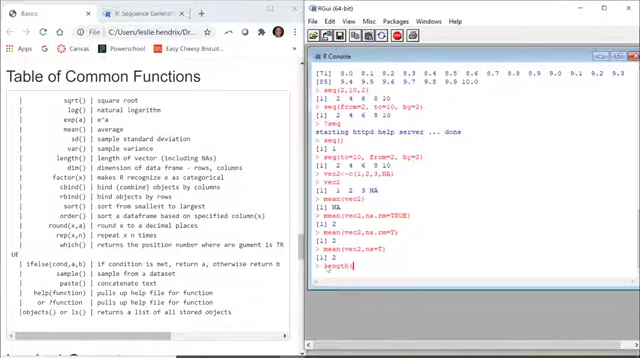 Basics
R: Sequence Generat
C:/Users/leslie.hendrix/Dr
Canvas
Powerschool
Easy Cheesy Biscuit...
Table of Common Functions
| sqrt() | square root
| log() | natural logarithm
| exp(a) | e^a
| mean() | average
| sd() | sample standard deviation
| var() | sample variance
| length() | length of vector (including NAs)
| dim() | dimension of data frame - rows, columns
| factor(x) | makes R recognize x as categorical
| cbind() | bind (combine) objects by columns
| rbind() | bind objects by rows
| sort() | sort from smallest to largest
| order() | sort a dataframe based on specified column(s)
| round(x,a) | round x to a decimal places
| rep(x,n) | repeat x n times
| which() | returns the position number where argument is TR
UE
| ifelse(cond,a,b) | if condition is met, return a, otherwise return b
| sample() | sample from a dataset
| paste() | concatenate text
| help(function) | pulls up help file for function
| or ?function | pulls up help file for function
| objects() or ls() | returns a list of all stored objects
RGui (64-bit)
File Edit View Misc Packages Windows Help
R Console
[71] 8.0 8.1 8.2 8.3 8.4 8.5 8.6 8.7 8.8 8.9 9.0 9.1 9.2 9.3
[85] 9.4 9.5 9.6 9.7 9.8 9.9 10.0
> seq(2,10,2)
[1] 2 4 6 8 10
> seq(from=2, to=10, by=2)
[1] 2 4 6 8 10
> ?seq
starting httpd help server ... done
> seq()
[1] 1
> seq(to=10, from=2, by=2)
[1] 2 4 6 8 10
> vec2<-c(1,2,3,NA)
> vec2
[1] 1 2 3 NA
> mean(vec2)
[1] NA
> mean(vec2,na.rm=TRUE)
[1] 2
> mean(vec2,na.rm=T)
[1] 2
> mean(vec2,na=T)
[1] 2
> length(